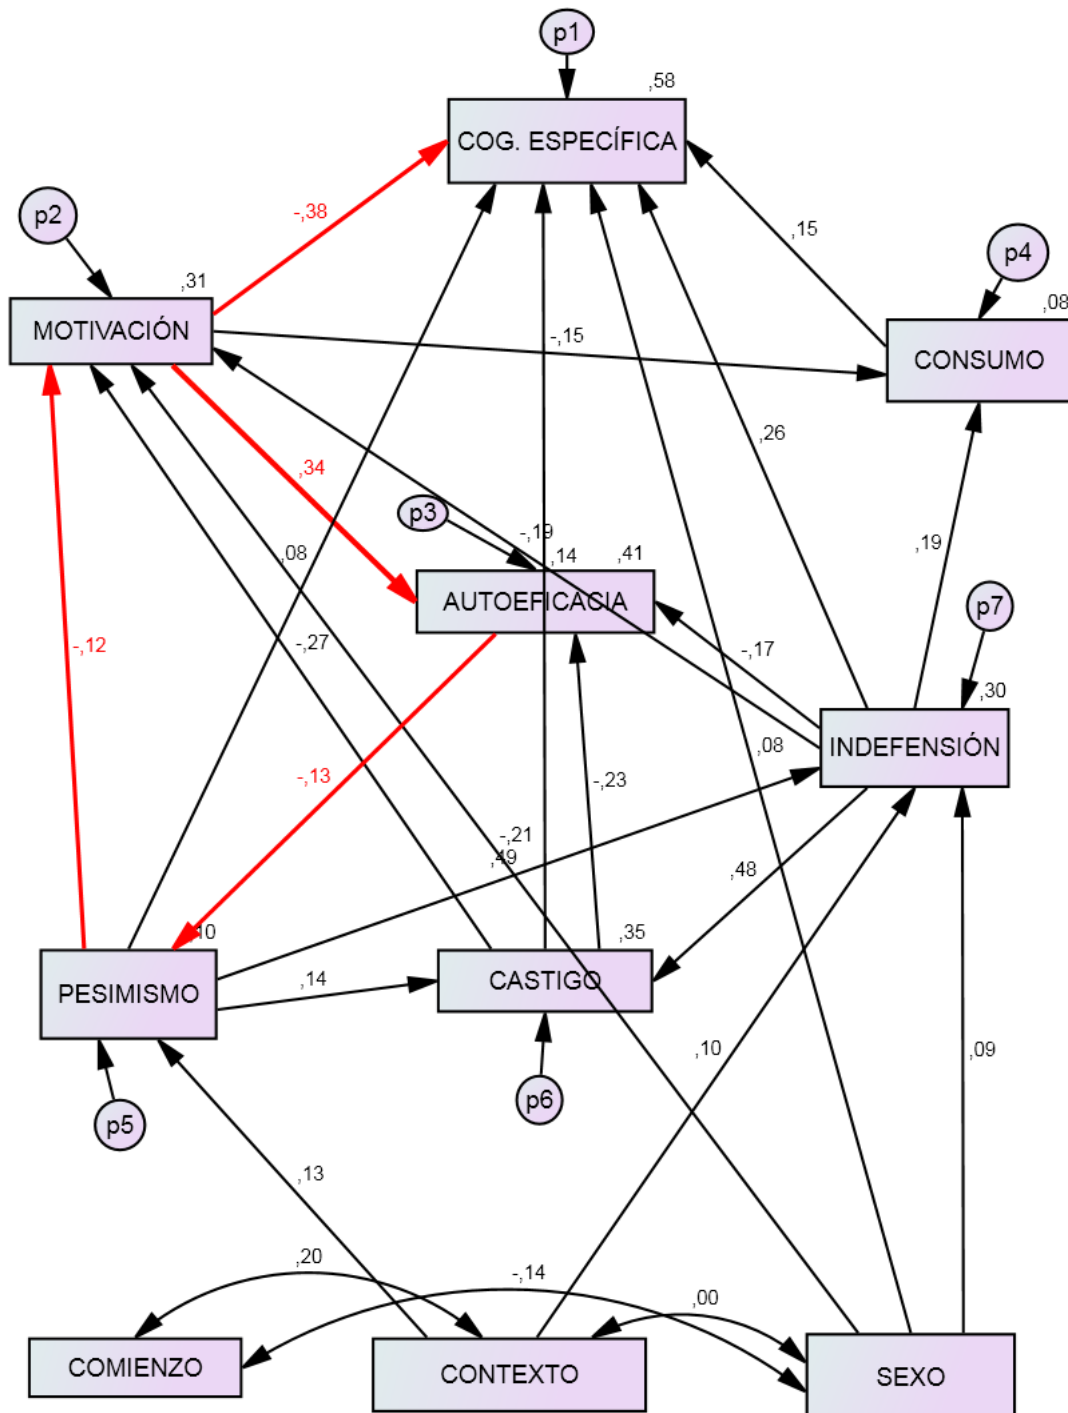 p1
,58
COG. ESPECÍFICA
p2
-,38
,15
p4
,31
,08
MOTIVACIÓN
-,15
CONSUMO
,26
,34
p3
-,19
,19
,08
,14
,41
AUTOEFICACIA
p7
-,12
-,27
-,17
,30
INDEFENSIÓN
,08
-,13
-,23
-,21
,49
,48
,10
,35
PESIMISMO
,14
CASTIGO
,10
,09
p5
p6
,13
,20
-,14
,00
COMIENZO
CONTEXTO
SEXO